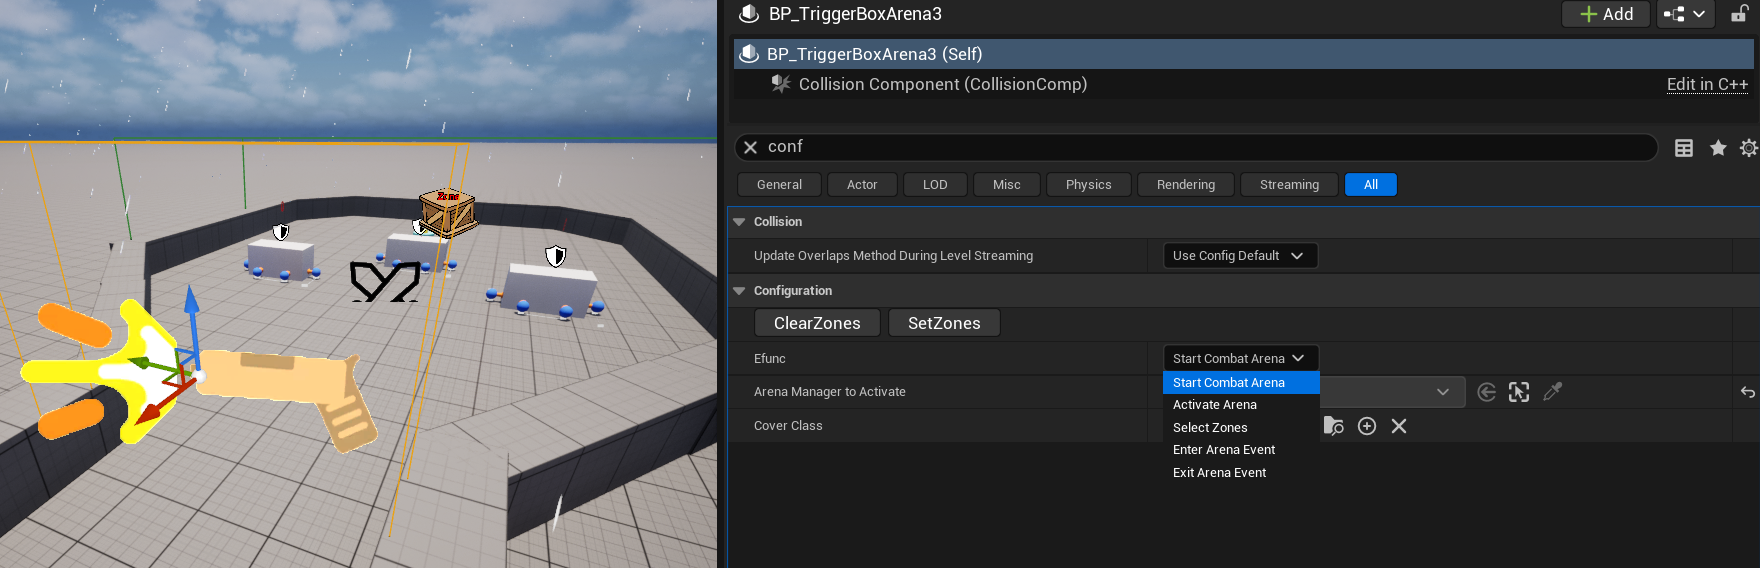 BP_TriggerBoxArena3
Add
BP_TriggerBoxArena3 (Self)
Collision Component (CollisionComp)
Edit in C++
conf
General
Actor
LOD
Misc
Physics
Rendering
Streaming
All
Collision
Update Overlaps Method During Level Streaming
Use Config Default
Configuration
ClearZones
SetZones
Efunc
Start Combat Arena
Start Combat Arena
Arena Manager to Activate
Activate Arena
Cover Class
Select Zones
Enter Arena Event
Exit Arena Event